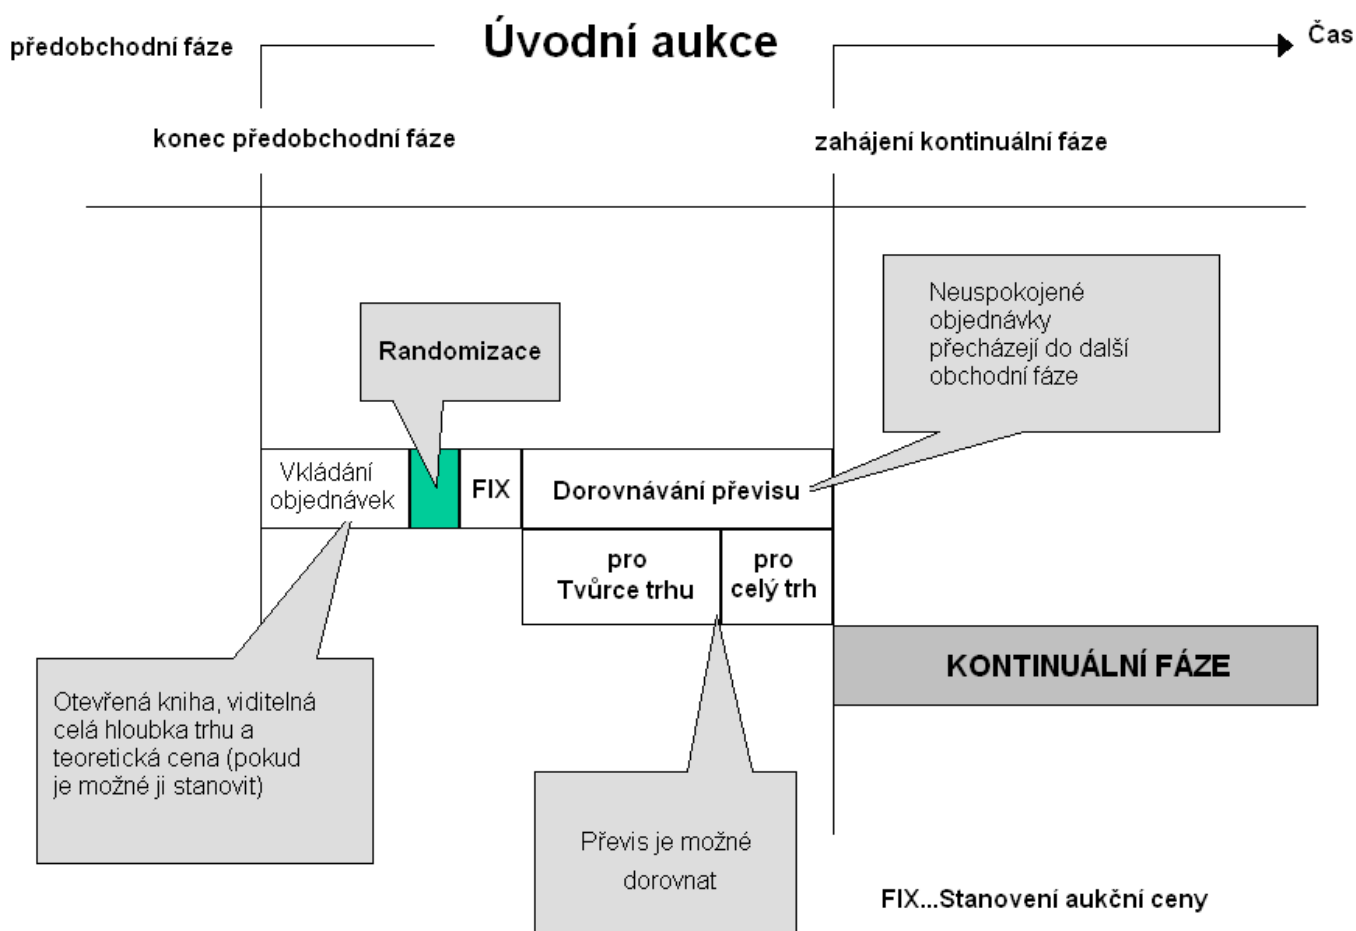 předobchodní fáze
Úvodní aukce
Čas
konec předobchodní fáze
zahájení kontinuální fáze
Neuspokojené
objednávky
přecházejí do další
obchodní fáze
Randomizace
Vkládání
objednávek
FIX
Dorovnávání převisu
pro
Tvůrce trhu
pro
celý trh
KONTINUÁLNÍ FÁZE
Otevřená kniha, viditelná
celá hloubka trhu a
teoretická cena (pokud
je možné ji stanovit)
Převis je možné
dorovnat
FIX...Stanovení aukční ceny